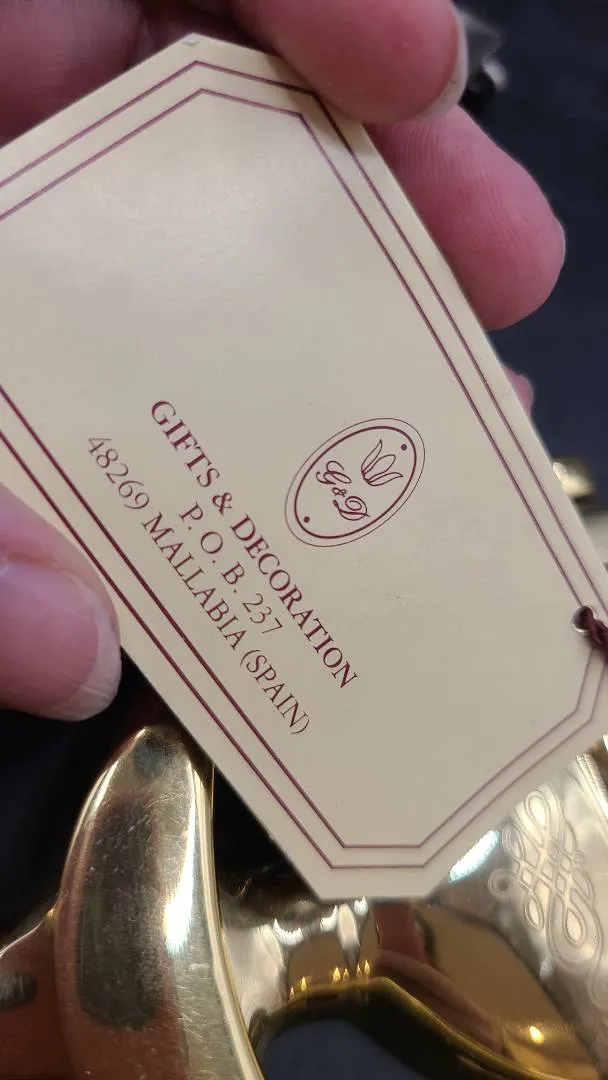 G&D
GIFTS & DECORATION
P. O. B. 237
48269 MALLABIA (SPAIN)